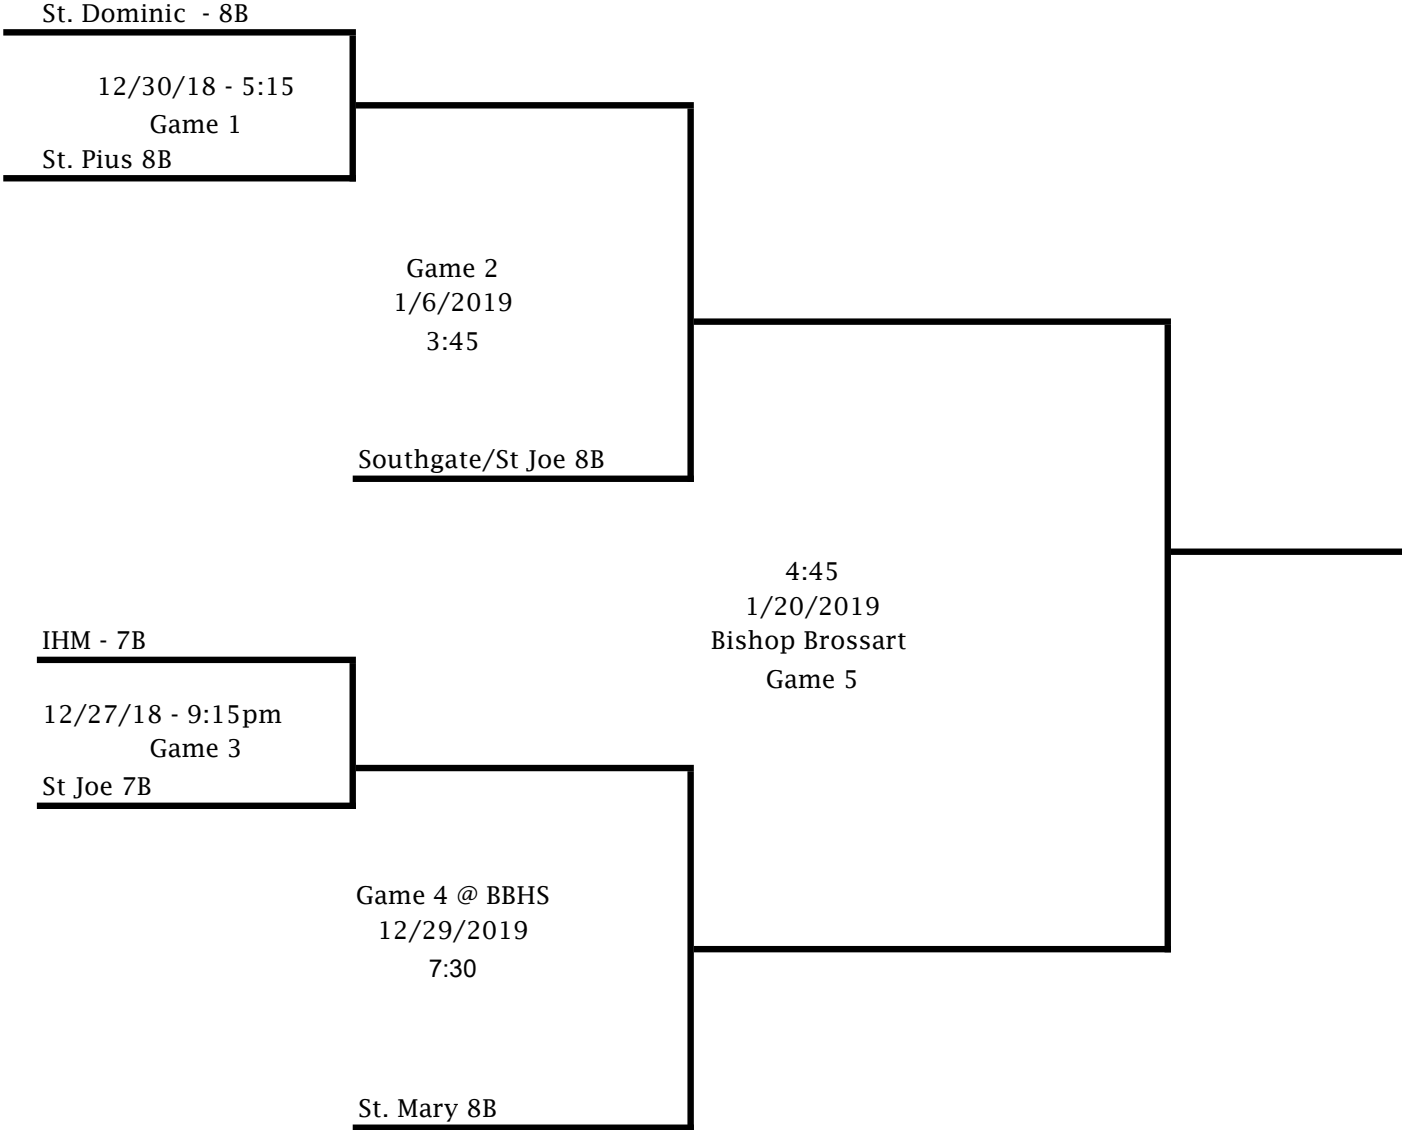 St. Dominic  - 8B
12/30/18 - 5:15
Game 1
St. Pius 8B
Game 2
1/6/2019
3:45
Southgate/St Joe 8B
4:45
1/20/2019
Bishop Brossart
Game 5
IHM - 7B
12/27/18 - 9:15pm
Game 3
St Joe 7B
Game 4 @ BBHS
12/29/2019
7:30
St. Mary 8B